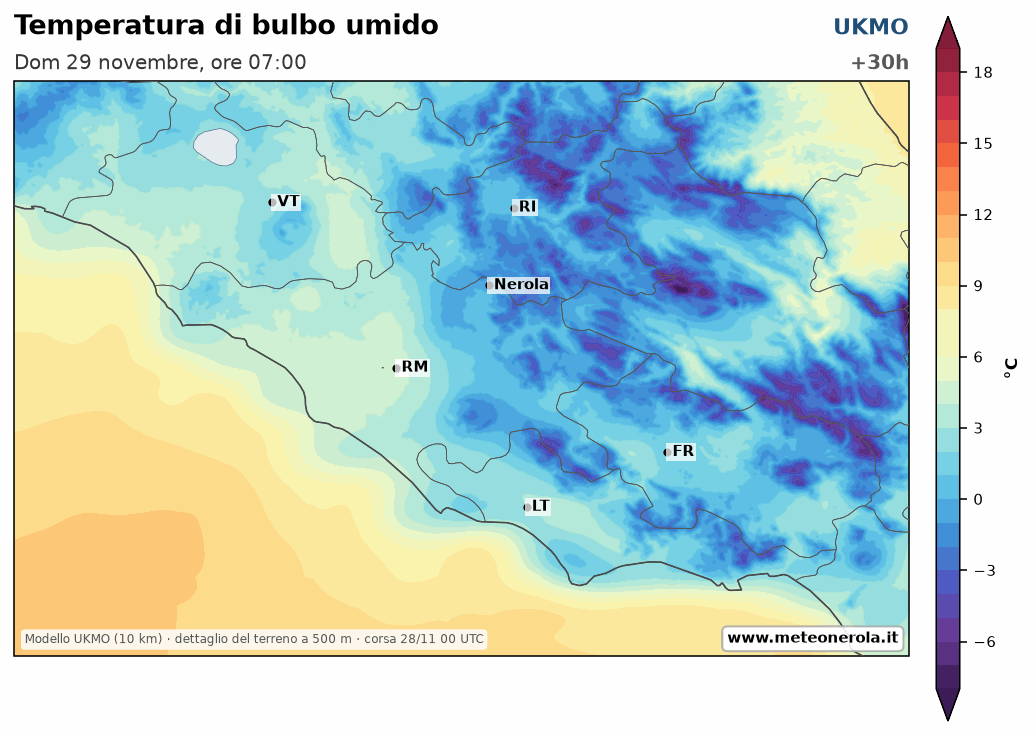 Temperatura di bulbo umido
UKMO
Dom 29 novembre, ore 07:00
+30h
VT
RI
Nerola
RM
FR
LT
18
15
12
9
6
3
0
−3
−6
°C
Modello UKMO (10 km) · dettaglio del terreno a 500 m · corsa 28/11 00 UTC
www.meteonerola.it